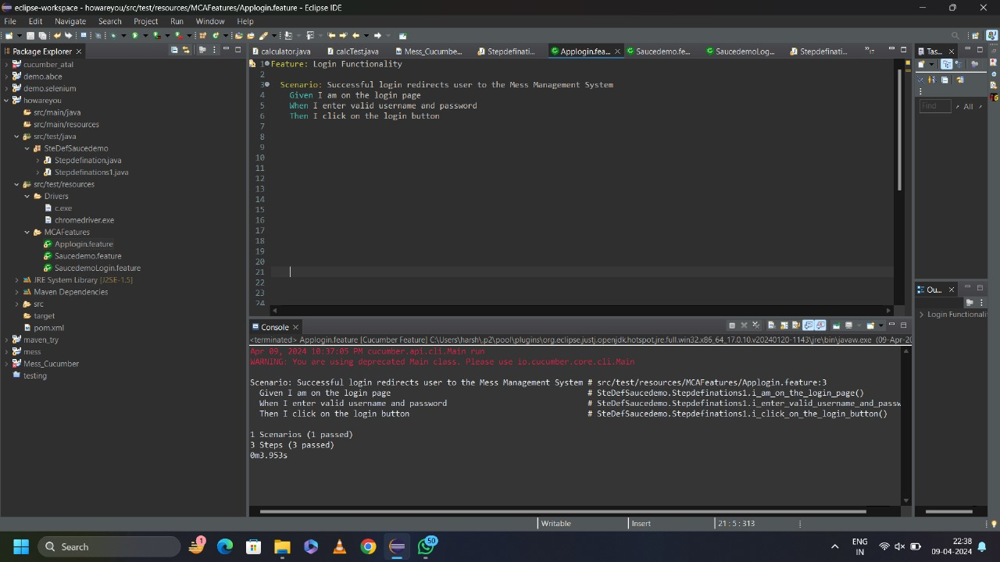 eclipse-workspace - howareyou/src/test/resources/MCAFeatures/Applogin.feature - Eclipse IDE
File Edit Navigate Search Project Run Window Help
Package Explorer
cucumber_atal
demo.abce
demo.selenium
howareyou
src/main/java
src/main/resources
src/test/java
SteDefSaucedemo
Stepdefination.java
Stepdefinations1.java
src/test/resources
Drivers
c.exe
chromedriver.exe
MCAFeatures
Applogin.feature
Saucedemo.feature
SaucedemoLogin.feature
JRE System Library [J2SE-1.5]
Maven Dependencies
src
target
pom.xml
maven_try
mess
Mess_Cucumber
testing
calculator.java calcTest.java Mess_Cucumbe... Stepdefinati... Applogin.fea... Saucedemo.fe... SaucedemoLog... Stepdefinati...
1 Feature: Login Functionality
2
3 Scenario: Successful login redirects user to the Mess Management System
4 Given I am on the login page
5 When I enter valid username and password
6 Then I click on the login button
7
8
9
10
11
12
13
14
15
16
17
18
19
20
21
22
23
24
Tas...
Find All
Ou...
Login Functionali
Console
<terminated> Applogin.feature [Cucumber Feature] C:\Users\harsh\.p2\pool\plugins\org.eclipse.justj.openjdk.hotspot.jre.full.win32.x86_64_17.0.10.v20240120-1143\jre\bin\javaw.exe (09-Apr-20
Apr 09, 2024 10:37:05 PM cucumber.api.cli.Main run
WARNING: You are using deprecated Main class. Please use io.cucumber.core.cli.Main
Scenario: Successful login redirects user to the Mess Management System # src/test/resources/MCAFeatures/Applogin.feature:3
Given I am on the login page # SteDefSaucedemo.Stepdefinations1.i_am_on_the_login_page()
When I enter valid username and password # SteDefSaucedemo.Stepdefinations1.i_enter_valid_username_and_passw
Then I click on the login button # SteDefSaucedemo.Stepdefinations1.i_click_on_the_login_button()
1 Scenarios (1 passed)
3 Steps (3 passed)
0m3.953s
Writable Insert 21 : 5 : 313
Search 1 50 ENG IN 22:38 09-04-2024